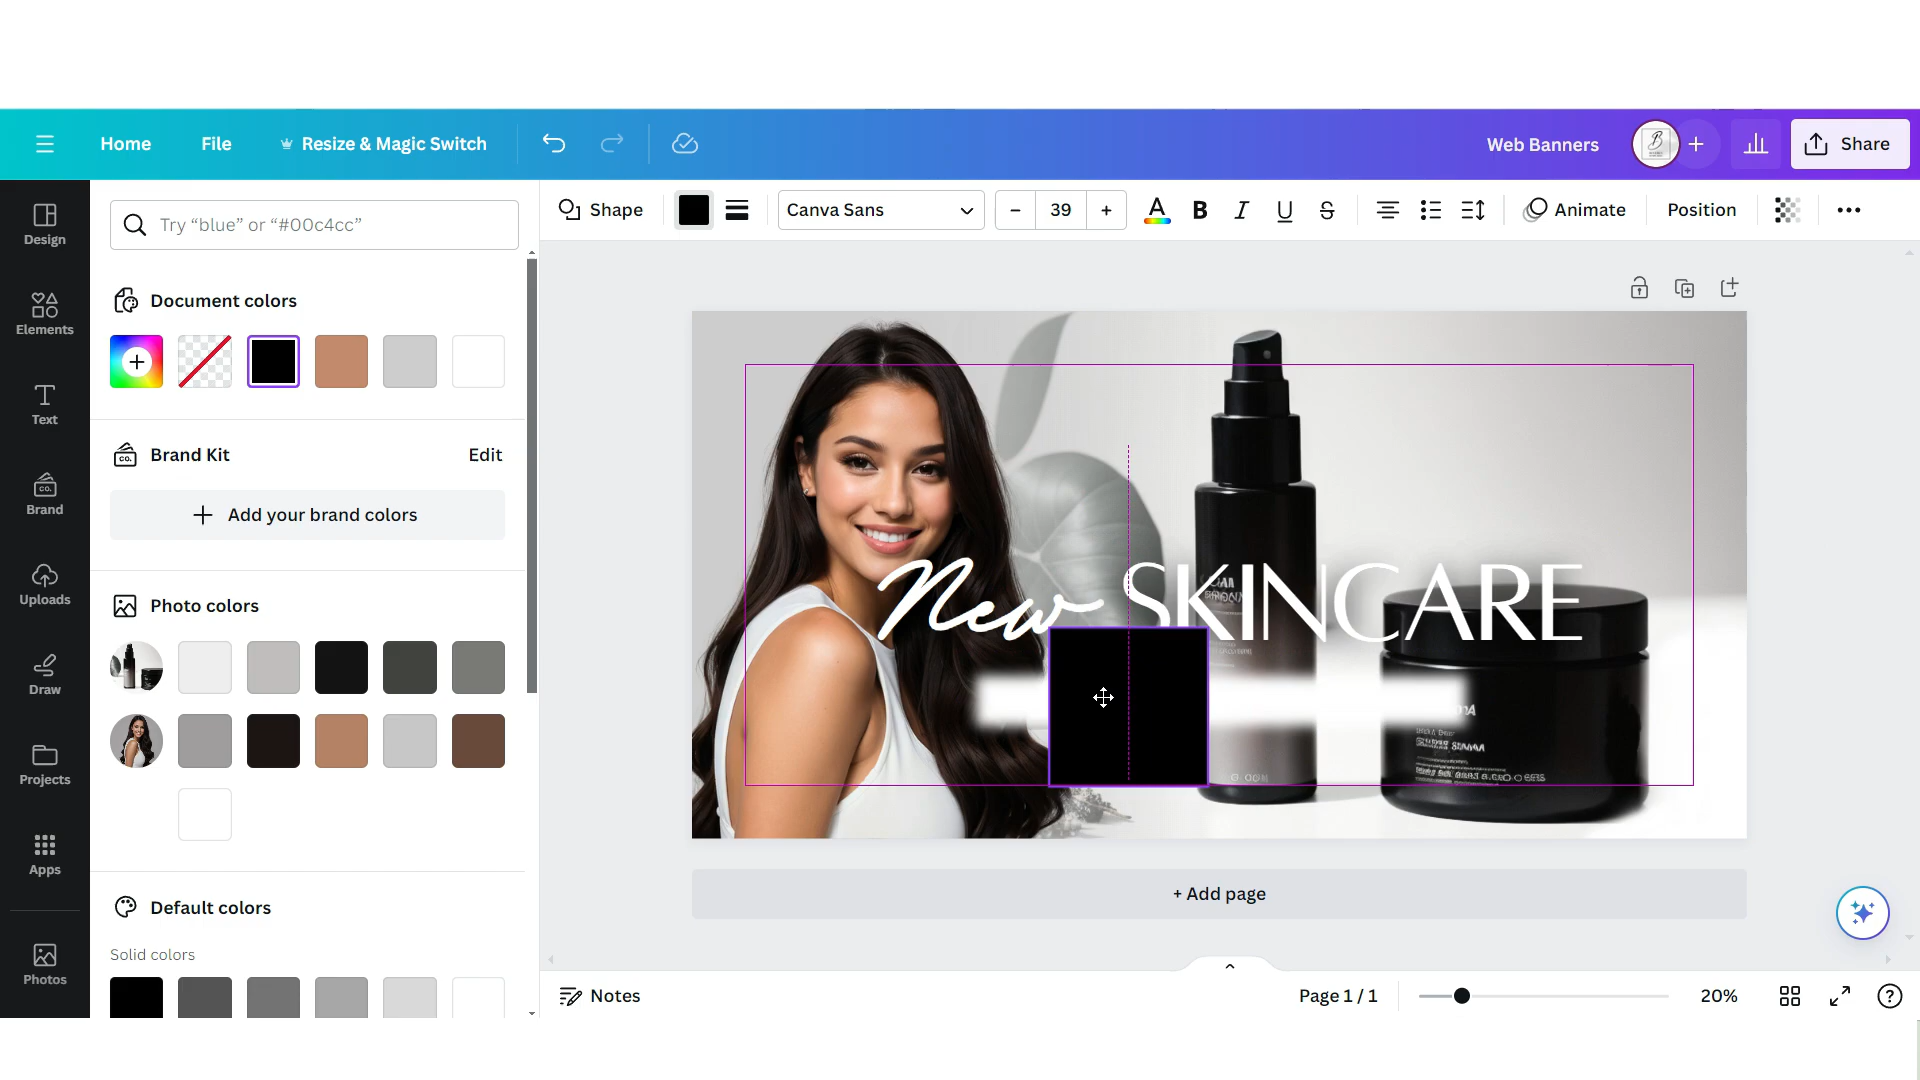 Home
File
Resize & Magic Switch
Web Banners
Share
Design
Elements
Text
Brand
Uploads
Draw
Projects
Apps
Photos
Try “blue” or “#00c4cc”
Document colors
Brand Kit
Edit
CO.
Add your brand colors
Photo colors
Default colors
Solid colors
Shape
Canva Sans
39
Animate
Position
New SKINCARE
+ Add page
Notes
Page 1 / 1
20%